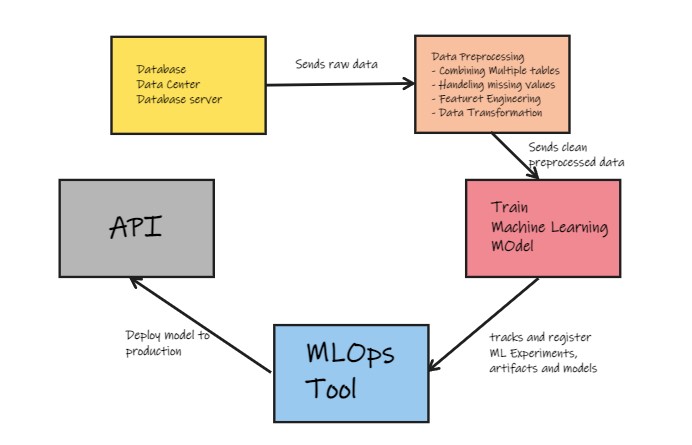 Database
Data Center
Database server
Sends raw data
Data Preprocessing
- Combining Multiple tables
- Handeling missing values
- Featuret Engineering
- Data Transformation
Sends clean
preprocessed data
Train
Machine Learning
MOdel
tracks and register
ML Experiments,
artifacts and models
MLOps
Tool
Deploy model to
production
API